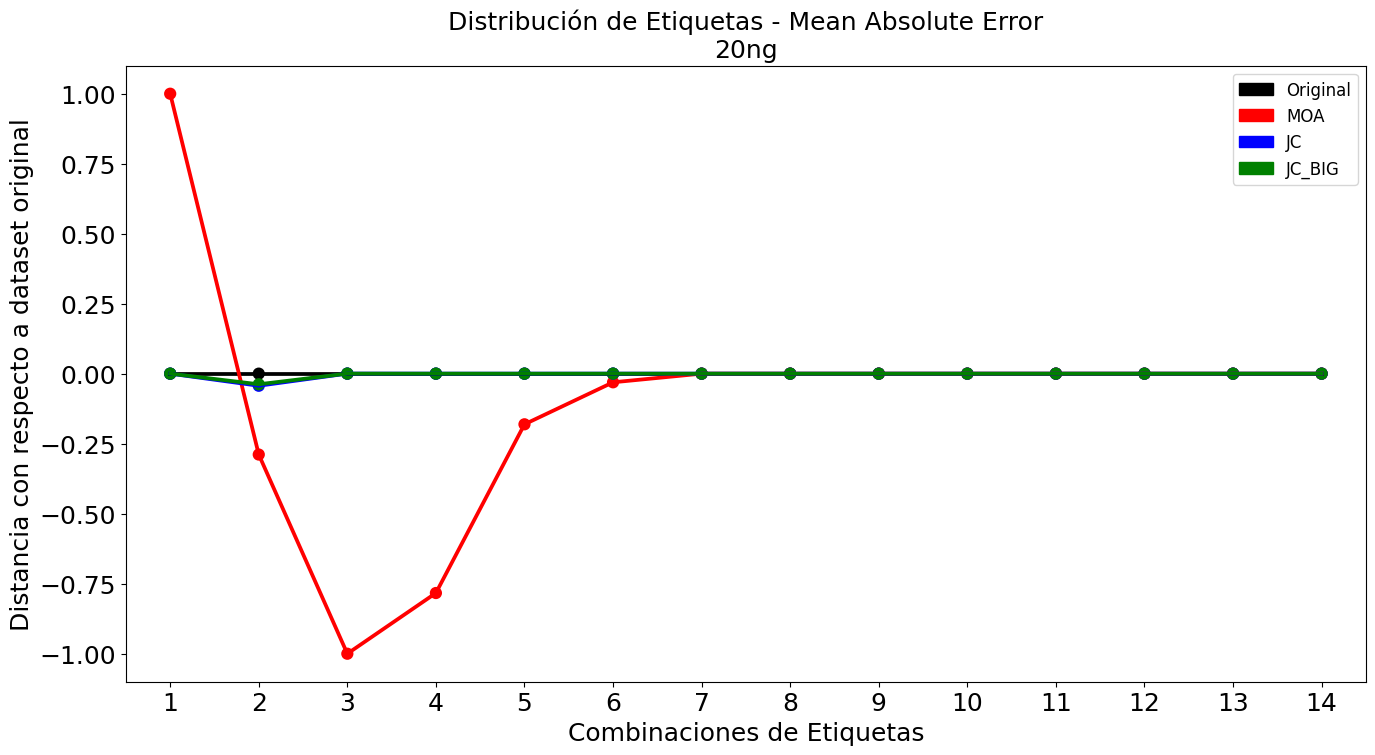 Distribución de Etiquetas - Mean Absolute Error
20ng
Original
MOA
JC
JC_BIG
Distancia con respecto a dataset original
1.00
0.75
0.50
0.25
0.00
−0.25
−0.50
−0.75
−1.00
1 2 3 4 5 6 7 8 9 10 11 12 13 14
Combinaciones de Etiquetas